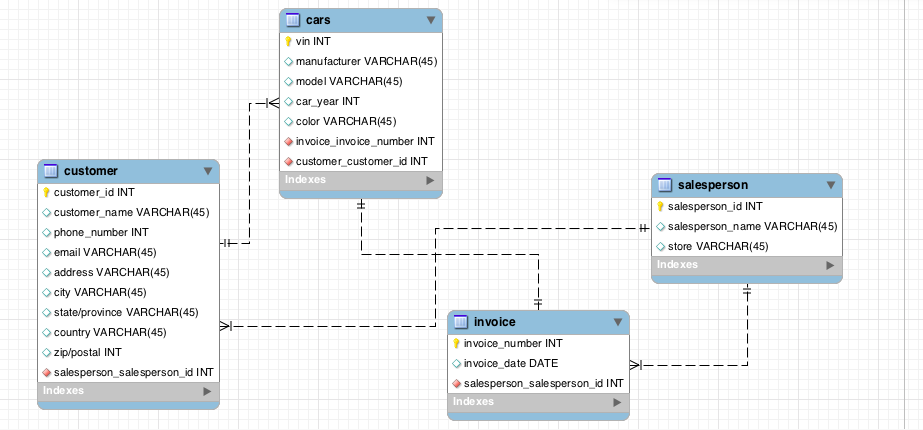 cars
vin INT
manufacturer VARCHAR(45)
model VARCHAR(45)
car_year INT
color VARCHAR(45)
invoice_invoice_number INT
customer_customer_id INT
Indexes
customer
customer_id INT
customer_name VARCHAR(45)
phone_number INT
email VARCHAR(45)
address VARCHAR(45)
city VARCHAR(45)
state/province VARCHAR(45)
country VARCHAR(45)
zip/postal INT
salesperson_salesperson_id INT
Indexes
salesperson
salesperson_id INT
salesperson_name VARCHAR(45)
store VARCHAR(45)
Indexes
invoice
invoice_number INT
invoice_date DATE
salesperson_salesperson_id INT
Indexes